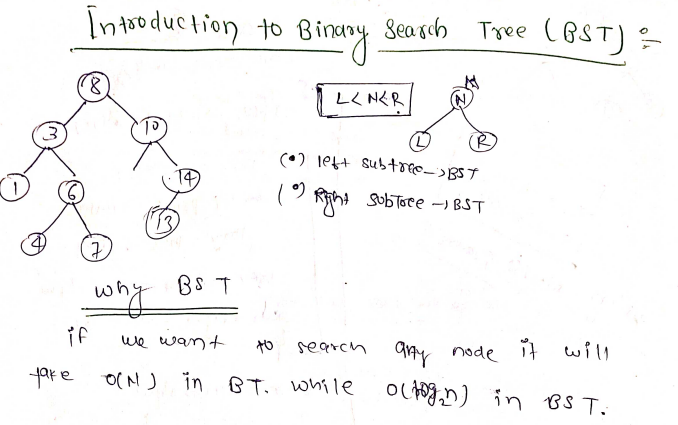 Introduction to Binary Search Tree (BST) :-
8
L<N<R
N
3
10
L
R
(•) left subtree->BST
1
6
14
(•) Right SubTree -> BST
13
4
7
why BST
if we want to search any node it will
take O(N) in BT. while O(log2n) in BST.